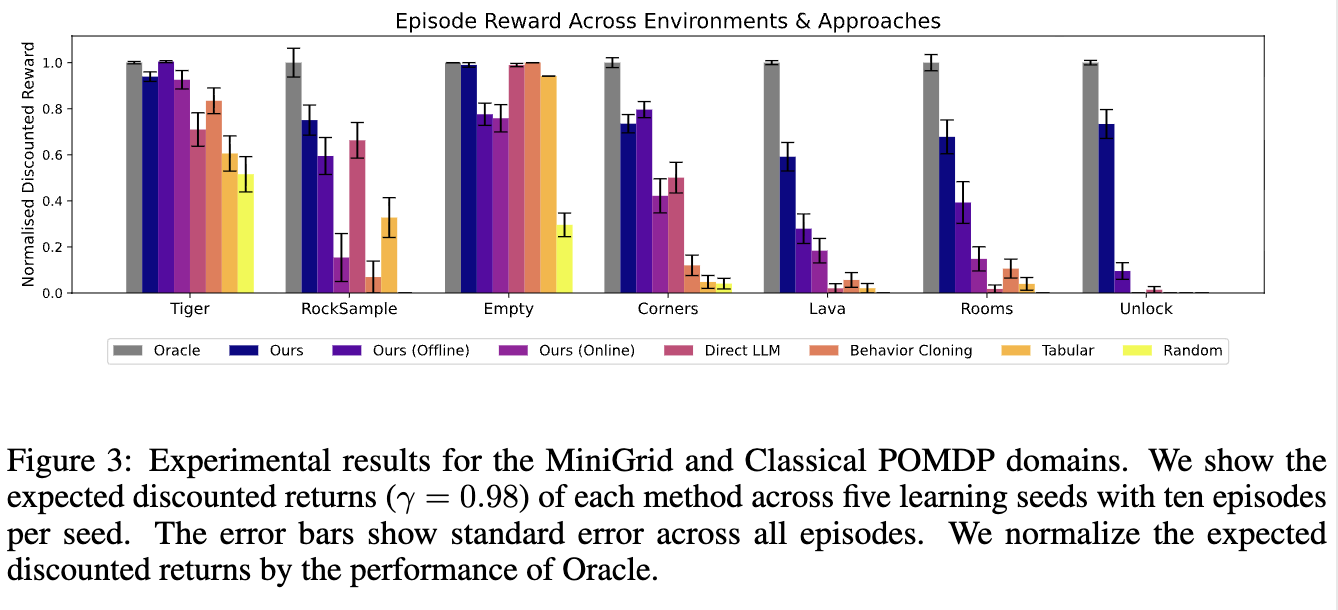 Episode Reward Across Environments & Approaches
Normalised Discounted Reward
1.0
0.8
0.6
0.4
0.2
0.0
Tiger RockSample Empty Corners Lava Rooms Unlock
Oracle Ours Ours (Offline) Ours (Online) Direct LLM Behavior Cloning Tabular Random
Figure 3: Experimental results for the MiniGrid and Classical POMDP domains. We show the
expected discounted returns (γ = 0.98) of each method across five learning seeds with ten episodes
per seed. The error bars show standard error across all episodes. We normalize the expected
discounted returns by the performance of Oracle.